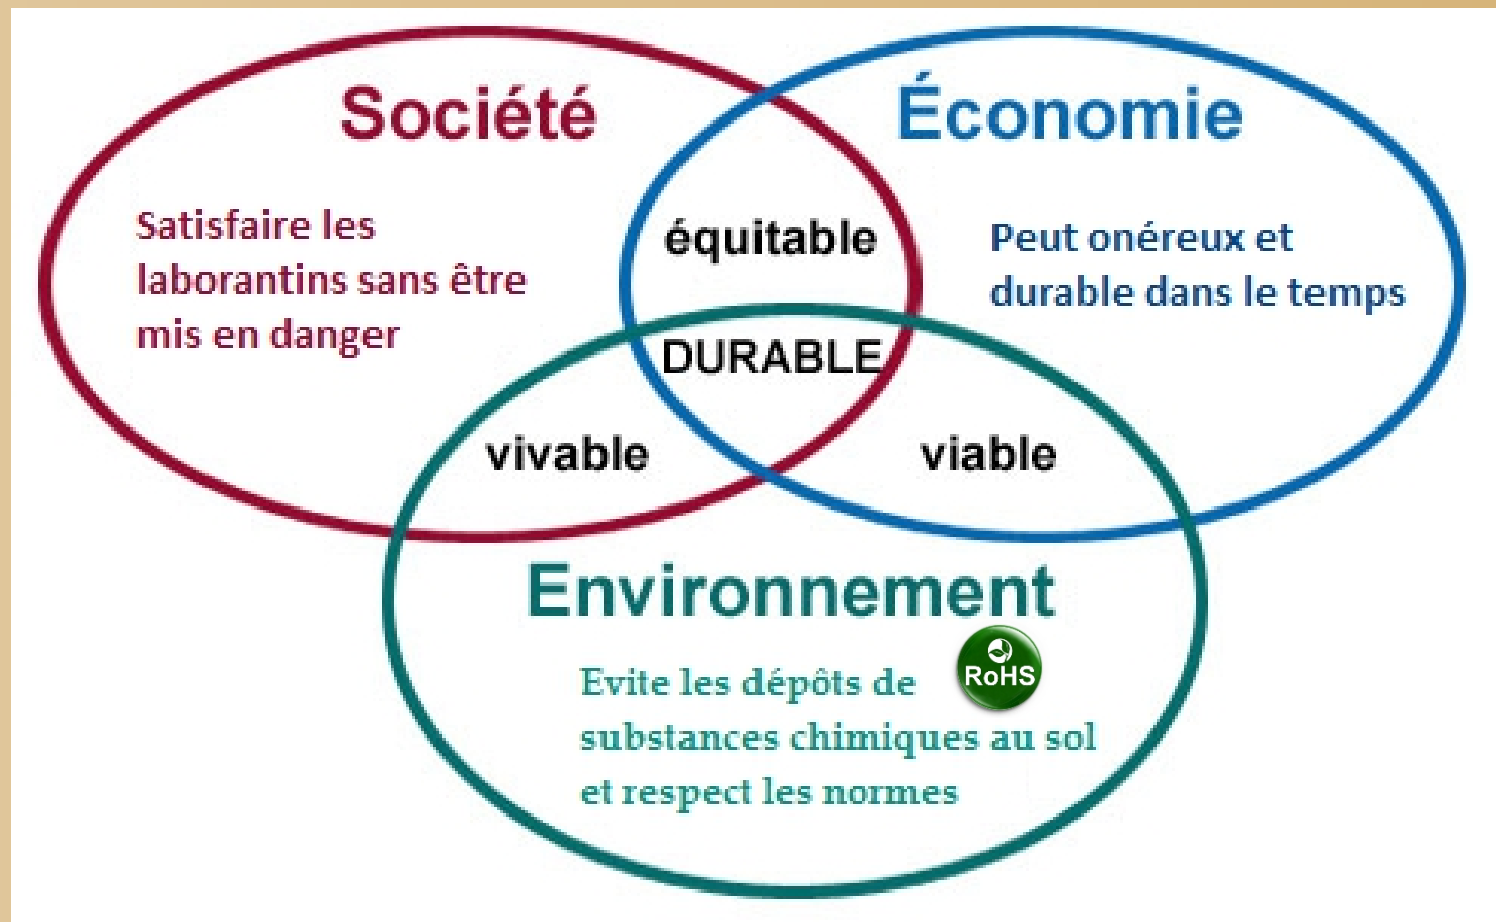 Société
Économie
Satisfaire les
laborantins sans être
mis en danger
équitable
Peut onéreux et
durable dans le temps
DURABLE
vivable
viable
Environnement
RoHS
Evite les dépôts de
substances chimiques au sol
et respect les normes